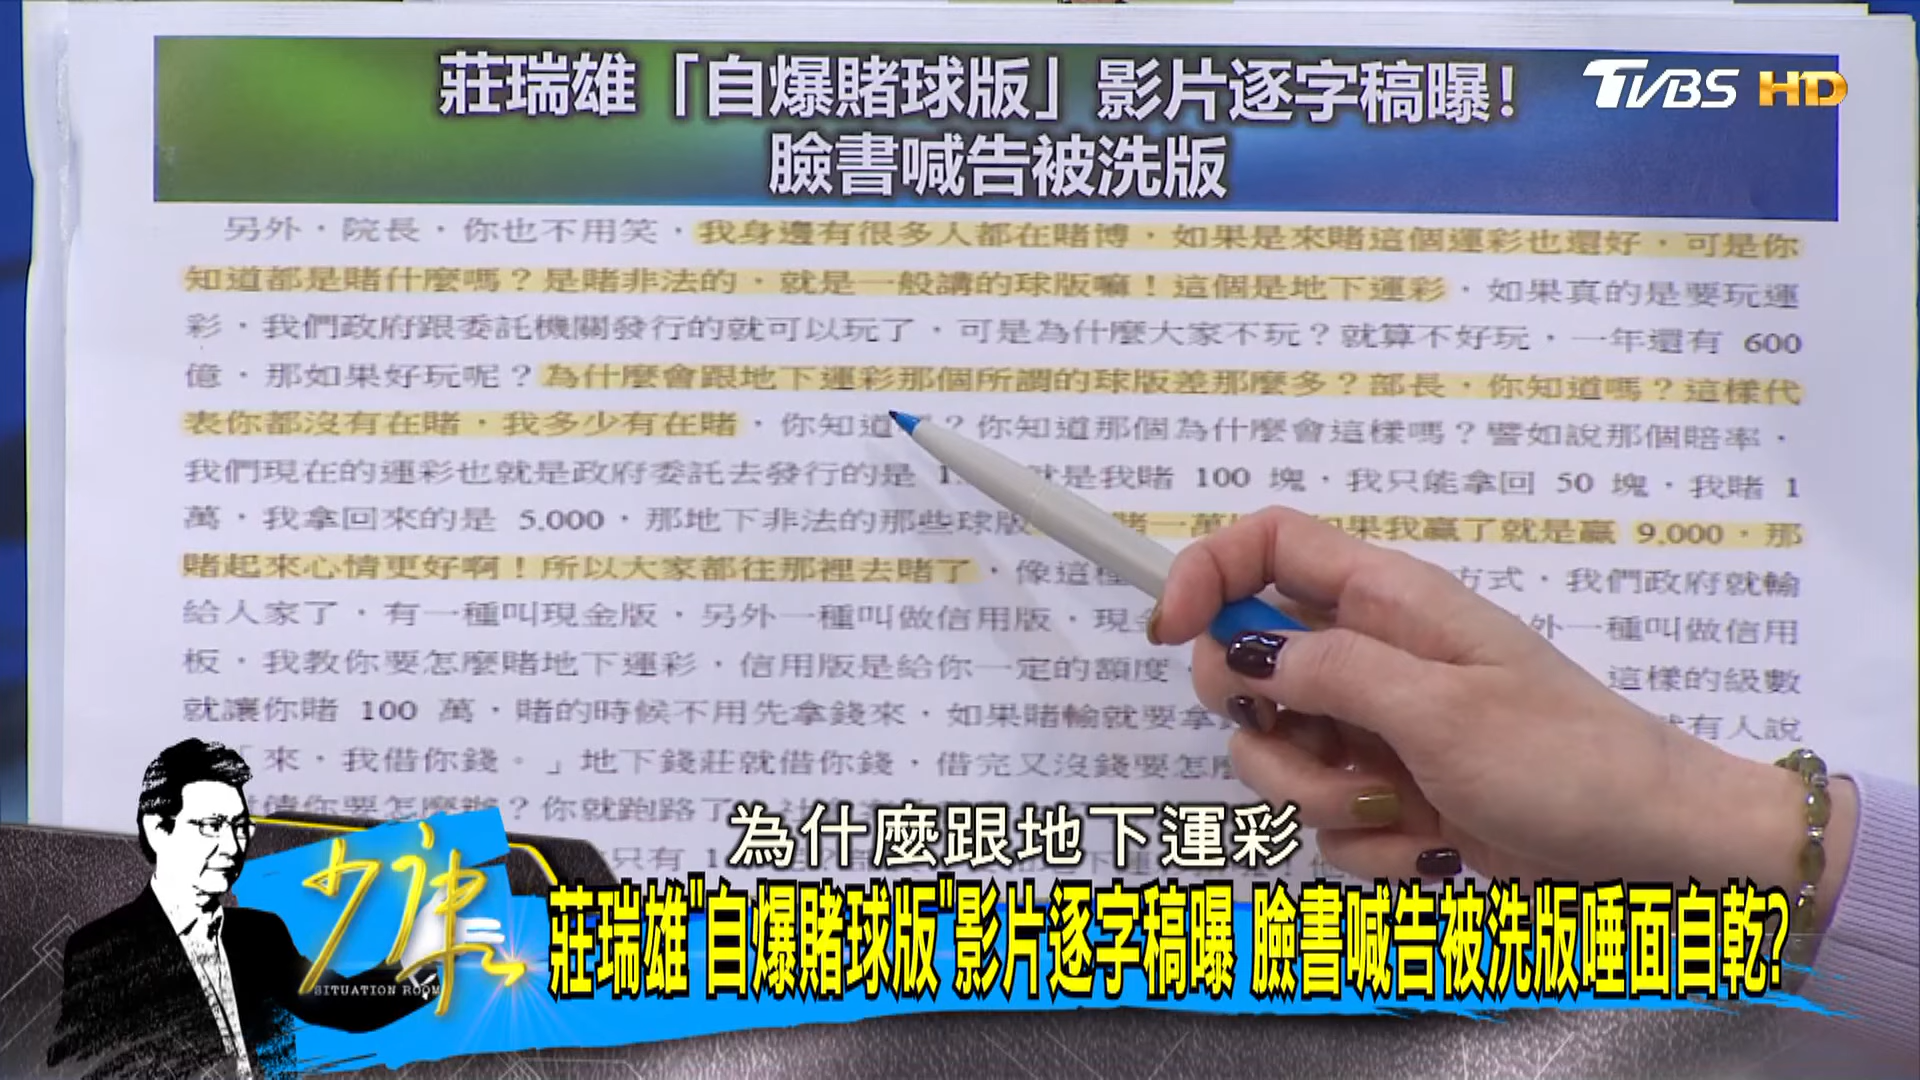 莊瑞雄「自爆賭球版」影片逐字稿曝!
TVBS HD
臉書喊告被洗版
另外，院長，你也不用笑，我身邊有很多人都在賭博，如果是來賭這個運彩也還好，可是你
知道都是賭什麼嗎？是賭非法的，就是一般講的球版嘛！這個是地下運彩，如果真的是要玩運
彩，我們政府跟委託機關發行的就可以玩了，可是為什麼大家不玩？就算不好玩，一年還有 600
億，那如果好玩呢？為什麼會跟地下運彩那個所謂的球版差那麼多？部長，你知道嗎？這樣代
表你都沒有在賭，我多少有在賭，你知道 ？你知道那個為什麼會這樣嗎？譬如說那個賠率，
我們現在的運彩也就是政府委託去發行的是 1. 就是我賭 100 塊，我只能拿回 50 塊，我賭 1
萬，我拿回來的是 5,000，那地下非法的那些球版 賭一萬 如果我贏了就是贏 9,000，那
賭起來心情更好啊！所以大家都往那裡去賭了，像這種 方式，我們政府就輸
給人家了，有一種叫現金版，另外一種叫做信用版，現金 外一種叫做信用
板，我教你要怎麼賭地下運彩，信用版是給你一定的額度， 這樣的級數
就讓你賭 100 萬，賭的時候不用先拿錢來，如果賭輸就要拿 有人說
「來，我借你錢。」地下錢莊就借你錢，借完又沒錢要怎麼
債你要怎麼辦？你就跑路了
只有 1
為什麼跟地下運彩
少康
SITUATION ROOM
莊瑞雄"自爆賭球版"影片逐字稿曝 臉書喊告被洗版唾面自乾?